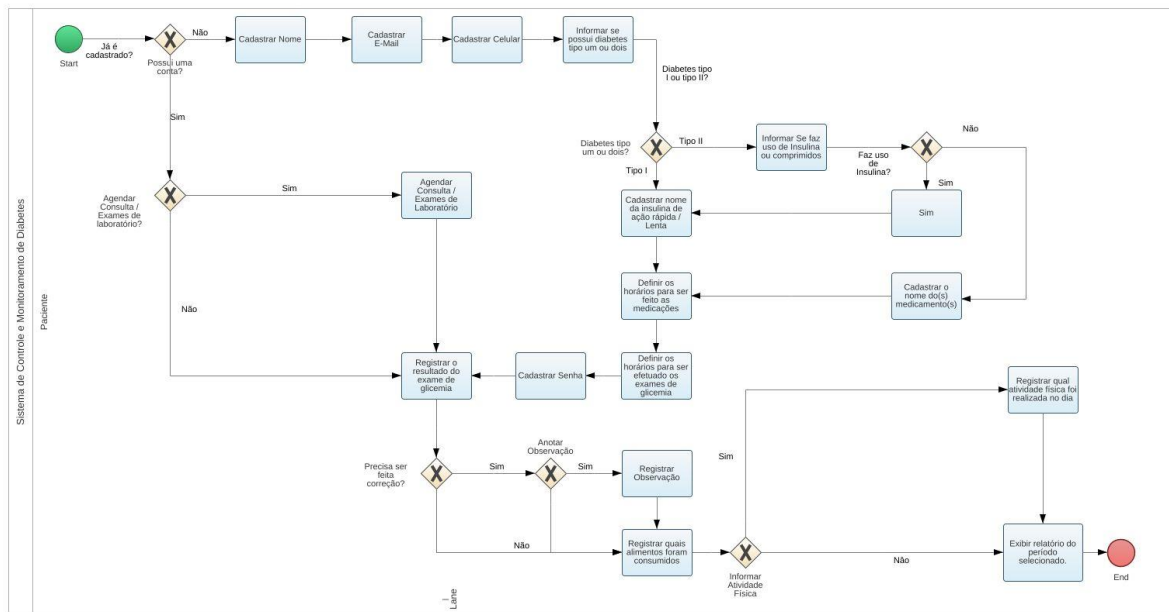 Sistema de Controle e Monitoramento de Diabetes
Paciente
Start
Já é
cadastrado?
Possui uma
conta?
Não
Cadastrar Nome
Cadastrar
E-Mail
Cadastrar Celular
Informar se
possui diabetes
tipo um ou dois
Diabetes tipo
I ou tipo II?
Diabetes tipo
um ou dois?
Tipo II
Informar Se faz
uso de Insulina
ou comprimidos
Faz uso
de
Insulina?
Não
Sim
Sim
Tipo I
Cadastrar nome
da insulina de
ação rápida /
Lenta
Sim
Agendar
Consulta /
Exames de
laboratório?
Sim
Agendar
Consulta /
Exames de
Laboratório
Não
Definir os
horários para ser
feito as
medicações
Cadastrar o
nome do(s)
medicamento(s)
Registrar o
resultado do
exame de
glicemia
Cadastrar Senha
Definir os
horários para ser
efetuado os
exames de
glicemia
Registrar qual
atividade física foi
realizada no dia
Precisa ser
feita
correção?
Sim
Anotar
Observação
Sim
Registrar
Observação
Sim
Não
Registrar quais
alimentos foram
consumidos
Informar
Atividade
Física
Não
Exibir relatório do
período
selecionado.
End
Lane